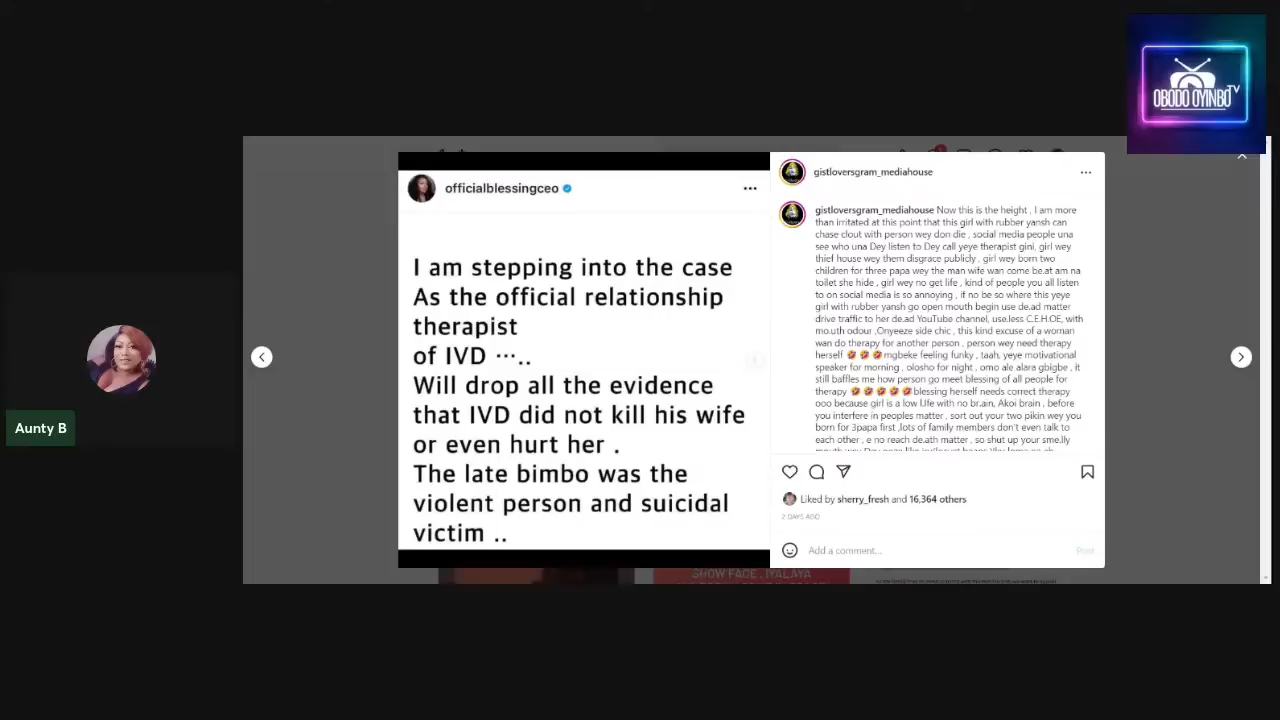 OBODO OYINBO TV
officialblessingceo
I am stepping into the case
As the official relationship
therapist
of IVD ….. 
Will drop all the evidence
that IVD did not kill his wife
or even hurt her .
The late bimbo was the
violent person and suicidal
victim ..
gistloversgram_mediahouse
gistloversgram_mediahouse Now this is the height , I am more
than irritated at this point that this girl with rubber yansh can
chase clout with person wey don die , social media people una
see who una Dey listen to Dey call yeye therapist gini, girl wey
thief house wey them disgrace publicly , girl wey born two
children for three papa wey the man wife wan come be.at am na
toilet she hide , girl wey no get life , kind of people you all listen
to on social media is so annoying , if no be so where this yeye
girl with rubber yansh go open mouth begin use de.ad matter
drive traffic to her de.ad YouTube channel, use.less C.E.H.OE, with
mo.uth odour ,Onyeeze side chic , this kind excuse of a woman
wan do therapy for another person , person wey need therapy
herself 🤣 🤣 🤣 mgbeke feeling funky , taah, yeye motivational
speaker for morning , olosho for night , omo ale alara gbigbe , it
still baffles me how person go meet blessing of all people for
therapy 🤣 🤣 🤣 🤣 🤣 blessing herself needs correct therapy
ooo because girl is a low l.ife with no br.ain, Akoi brain , before
you interfere in peoples matter , sort out your two pikin wey you
born for 3papa first ,lots of family members don't even talk to
each other , e no reach de.ath matter , so shut up your sme.lly
Liked by sherry_fresh and 16,364 others
2 DAYS AGO
Add a comment...
Post
Aunty B
SHOW FACE , IYALAYA